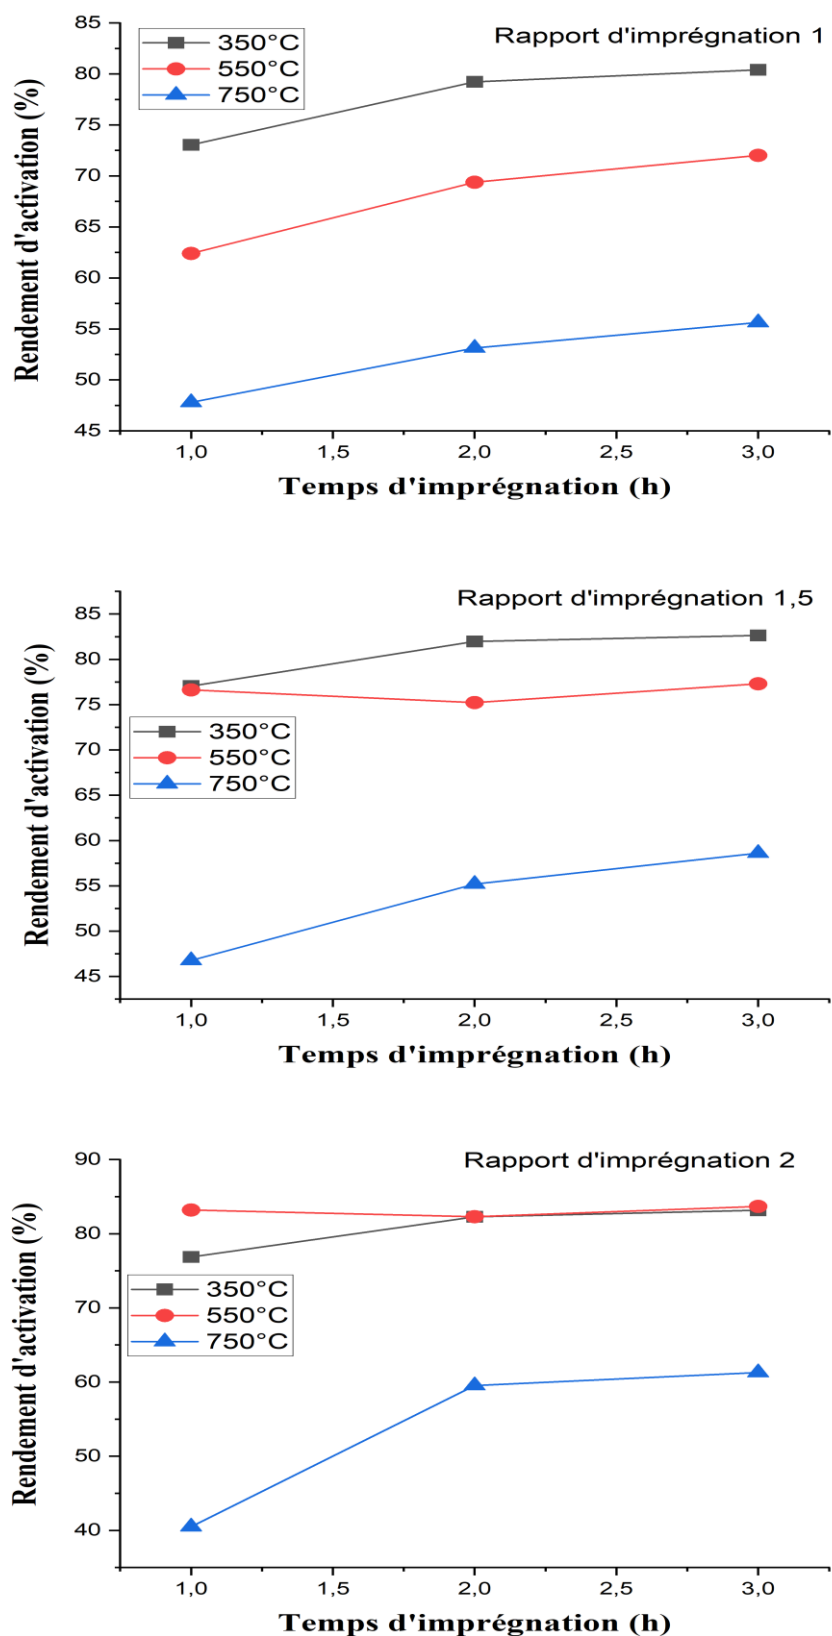 Rapport d'imprégnation 1
350°C
550°C
750°C
Rendement d'activation (%)
85
80
75
70
65
60
55
50
45
1,0 1,5 2,0 2,5 3,0
Temps d'imprégnation (h)
Rapport d'imprégnation 1,5
350°C
550°C
750°C
Rendement d'activation (%)
85
80
75
70
65
60
55
50
45
1,0 1,5 2,0 2,5 3,0
Temps d'imprégnation (h)
Rapport d'imprégnation 2
350°C
550°C
750°C
Rendement d'activation (%)
90
80
70
60
50
40
1,0 1,5 2,0 2,5 3,0
Temps d'imprégnation (h)